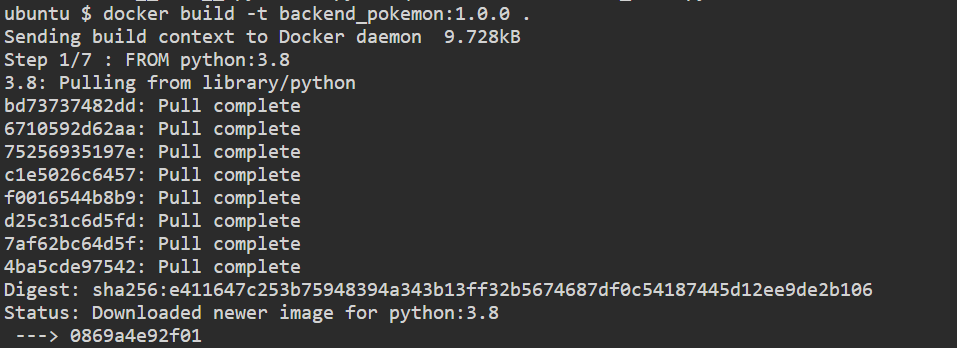 ubuntu $ docker build -t backend_pokemon:1.0.0 .
Sending build context to Docker daemon  9.728kB
Step 1/7 : FROM python:3.8
3.8: Pulling from library/python
bd73737482dd: Pull complete
6710592d62aa: Pull complete
75256935197e: Pull complete
c1e5026c6457: Pull complete
f0016544b8b9: Pull complete
d25c31c6d5fd: Pull complete
7af62bc64d5f: Pull complete
4ba5cde97542: Pull complete
Digest: sha256:e411647c253b75948394a343b13ff32b5674687df0c54187445d12ee9de2b106
Status: Downloaded newer image for python:3.8
 ---> 0869a4e92f01